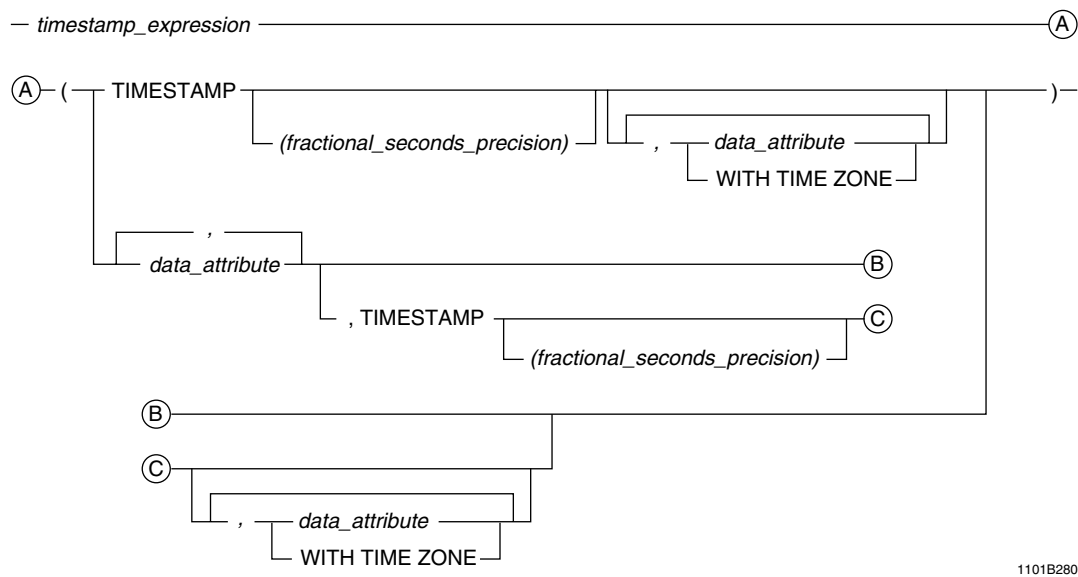 timestamp_expression A
A ( TIMESTAMP )
(fractional_seconds_precision) , data_attribute
WITH TIME ZONE
,
data_attribute B
, TIMESTAMP C
(fractional_seconds_precision)
B
C
, data_attribute
WITH TIME ZONE
1101B280